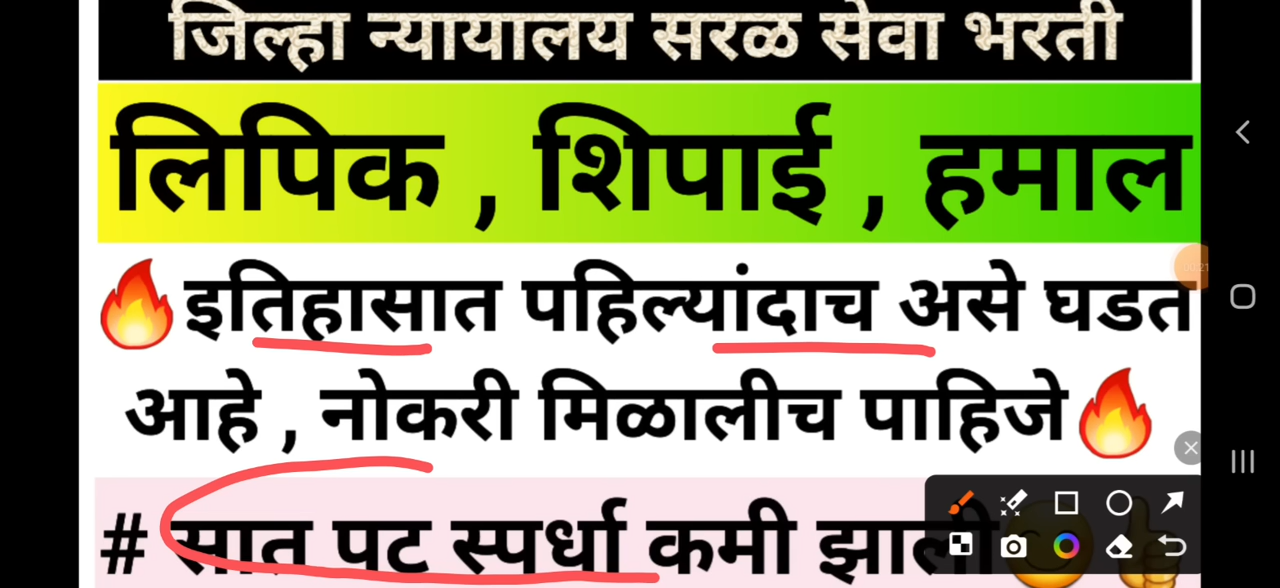 जिल्हा न्यायालय सरळ सेवा भरती
लिपिक , शिपाई , हमाल
🔥इतिहासात पहिल्यांदाच असे घडत
आहे , नोकरी मिळालीच पाहिजे🔥
# सात पट स्पर्धा कमी झाली